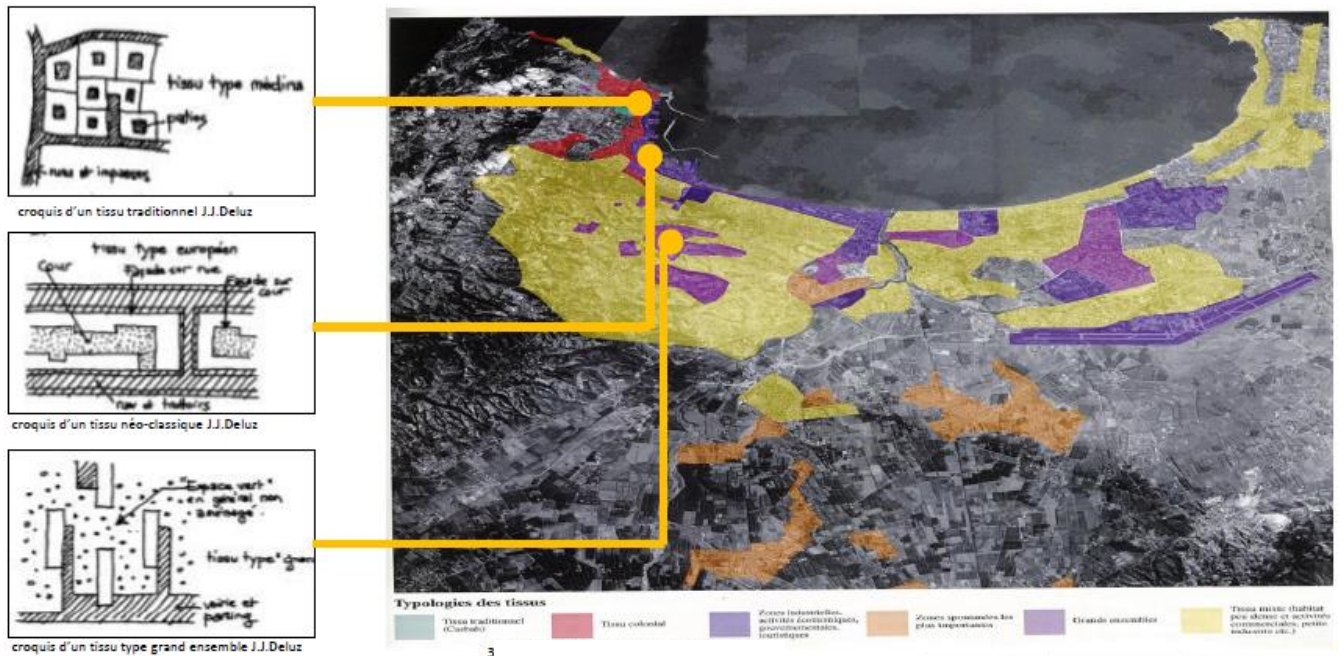 tissu type médina
patios
rues et impasses
croquis d'un tissu traditionnel J.J.Deluz
tissu type européen
Cour
façade sur rue
façade sur
cour
rue et trottoirs
croquis d'un tissu néo-classique J.J.Deluz
"Espace vert"
en général non
aménagé
tissu type "gran
voirie et
parking
croquis d'un tissu type grand ensemble J.J.Deluz
3
Typologies des tissus
Tissu traditionnel
(Casbah)
Tissu colonial
Zones industrielles,
activités économiques,
gouvernementales,
touristiques
Zones spontanées les
plus importantes
Grands ensembles
Tissu mixte (habitat
peu dense et activités
commerciales, petite
industrie etc.)